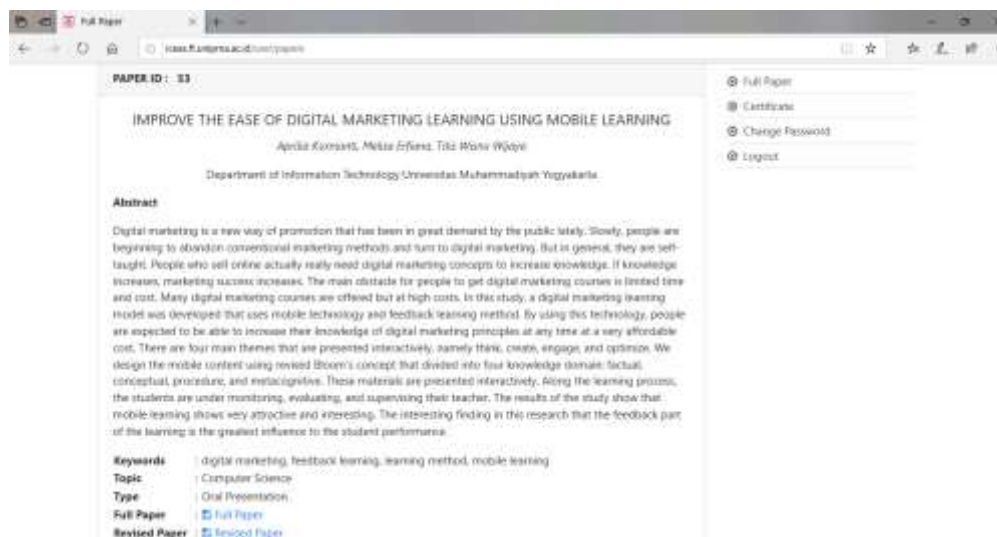 Full Paper
PAPER ID : 53
IMPROVE THE EASE OF DIGITAL MARKETING LEARNING USING MOBILE LEARNING
Department of Information Technology Universitas Muhammadiyah Yogyakarta
Abstract
Digital marketing is a new way of promotion that has been in great demand by the public lately. Slowly, people are
beginning to abandon conventional marketing methods and turn to digital marketing. But in general, they are self-
taught. People who sell online actually really need digital marketing concepts to increase knowledge. If knowledge
increases, marketing success increases. The main obstacle for people to get digital marketing courses is limited time
and cost. Many digital marketing courses are offered but at high costs. In this study, a digital marketing learning
model was developed that uses mobile technology and feedback learning method. By using this technology, people
are expected to be able to increase their knowledge of digital marketing principles at any time at a very affordable
cost. There are four main themes that are presented interactively, namely think, create, engage, and optimize. We
design the mobile content using revised Bloom's concept that divided into four knowledge domain: factual,
conceptual, procedure, and metacognitive. These materials are presented interactively. Along the learning process,
the students are under monitoring, evaluating, and supervising their teacher. The results of the study show that
mobile learning shows very attractive and interesting. The interesting finding in this research that the feedback part
of the learning is the greatest influence to the student performance
Keywords : digital marketing, feedback learning, learning method, mobile learning
Topic : Computer Science
Type : Oral Presentation
Full Paper : Full Paper
Revised Paper : Revised Paper
Full Paper
Certificate
Change Password
Logout